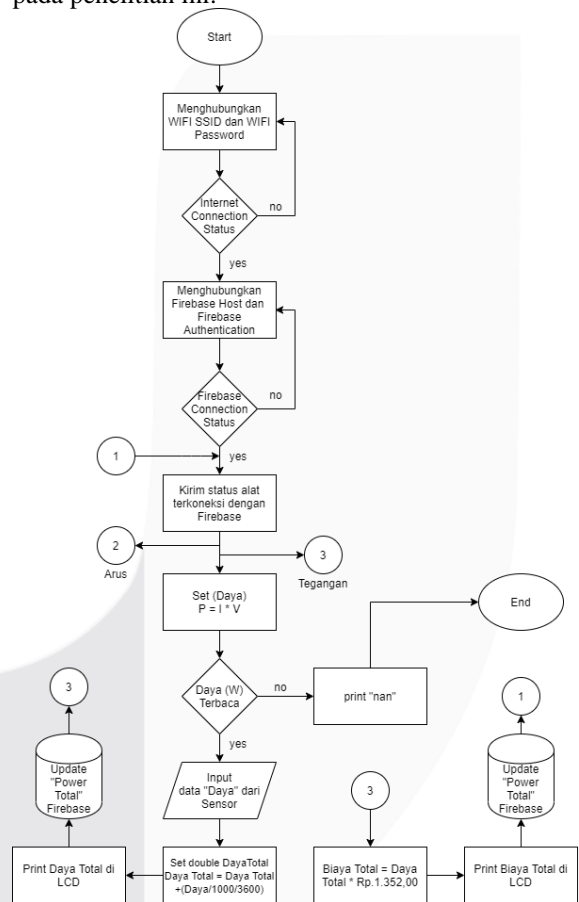 pada penelitian ini.
Start
Menghubungkan
WIFI SSID dan WIFI
Password
Internet
Connection
Status
no
yes
Menghubungkan
Firebase Host dan
Firebase
Authentication
Firebase
Connection
Status
no
1
yes
Kirim status alat
terkoneksi dengan
Firebase
2
Arus
3
Tegangan
Set (Daya)
P = I * V
End
Daya (W)
Terbaca
no
print "nan"
yes
3
1
Update
"Power
Total"
Firebase
Input
data "Daya" dari
Sensor
3
Update
"Power
Total"
Firebase
Print Daya Total di
LCD
Set double DayaTotal
Daya Total = Daya Total
+(Daya/1000/3600)
Biaya Total = Daya
Total * Rp.1.352,00
Print Biaya Total di
LCD